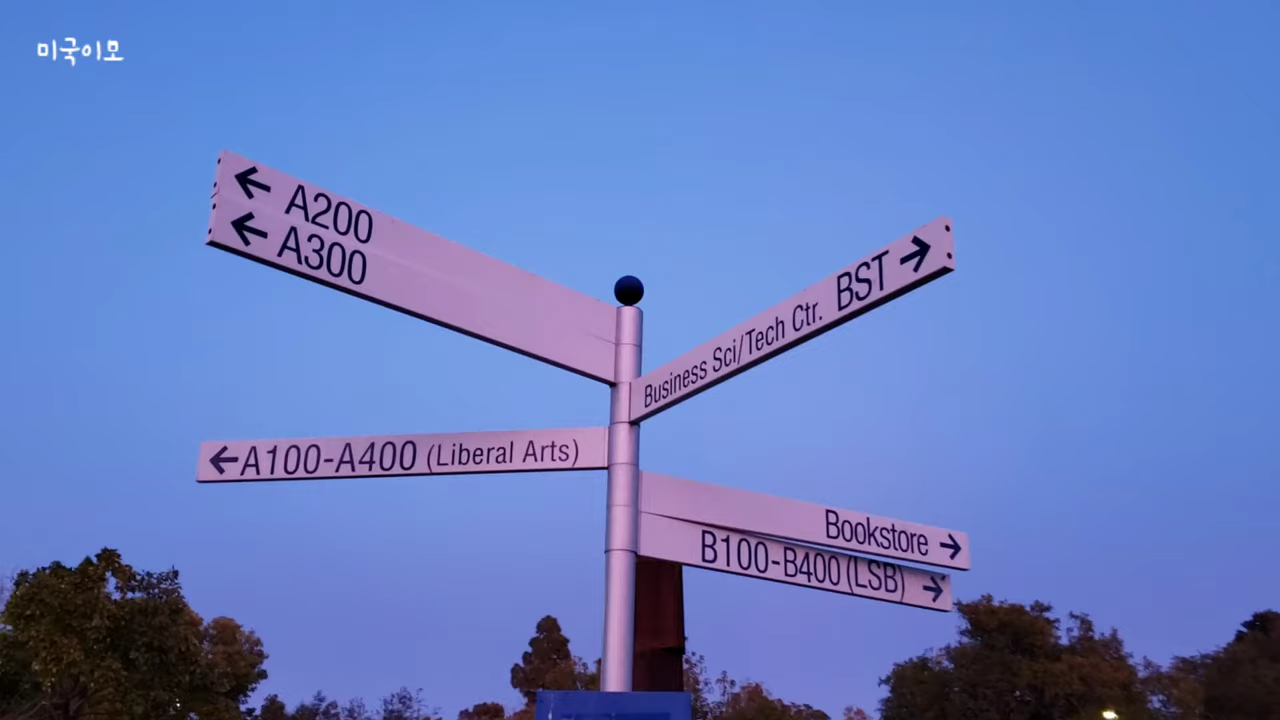 미국이모
← A200
← A300
Business Sci/Tech Ctr. BST →
← A100-A400 (Liberal Arts)
Bookstore →
B100-B400 (LSB) →